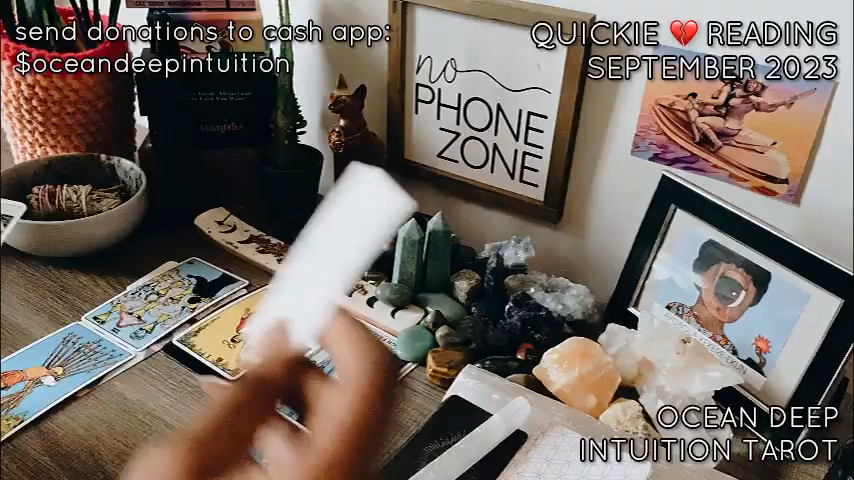 send donations to cash app:
$oceandeepintuition
QUICKIE 💔 READING
SEPTEMBER 2023
no
PHONE
ZONE
OCEAN DEEP
INTUITION TAROT